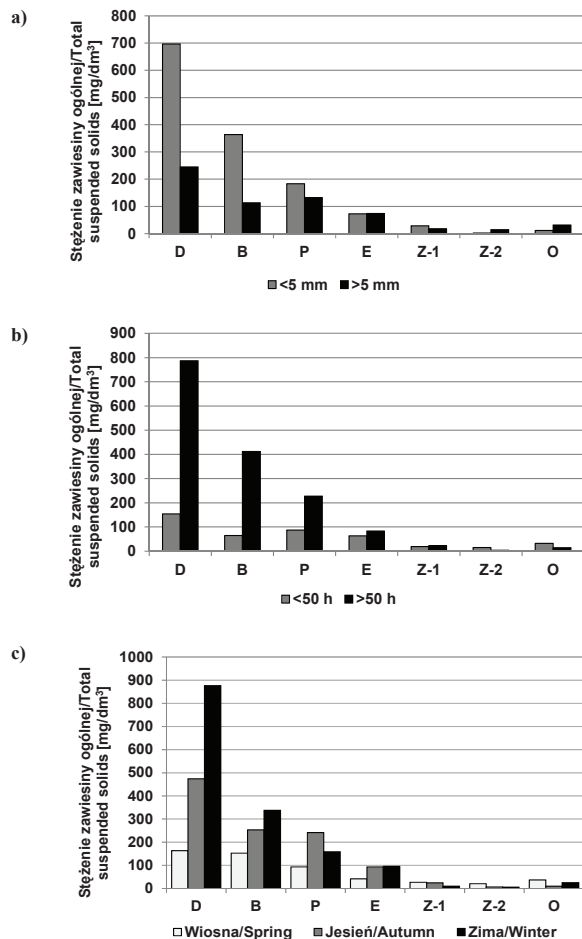 a)
Stężenie zawiesiny ogólnej/Total
suspended solids [mg/dm³]
800
700
600
500
400
300
200
100
0
D B P E Z-1 Z-2 O
<5 mm >5 mm
b)
Stężenie zawiesiny ogólnej/Total
suspended solids [mg/dm³]
900
800
700
600
500
400
300
200
100
0
D B P E Z-1 Z-2 O
<50 h >50 h
c)
Stężenie zawiesiny ogólnej/Total
suspended solids [mg/dm³]
1000
900
800
700
600
500
400
300
200
100
0
D B P E Z-1 Z-2 O
Wiosna/Spring Jesień/Autumn Zima/Winter